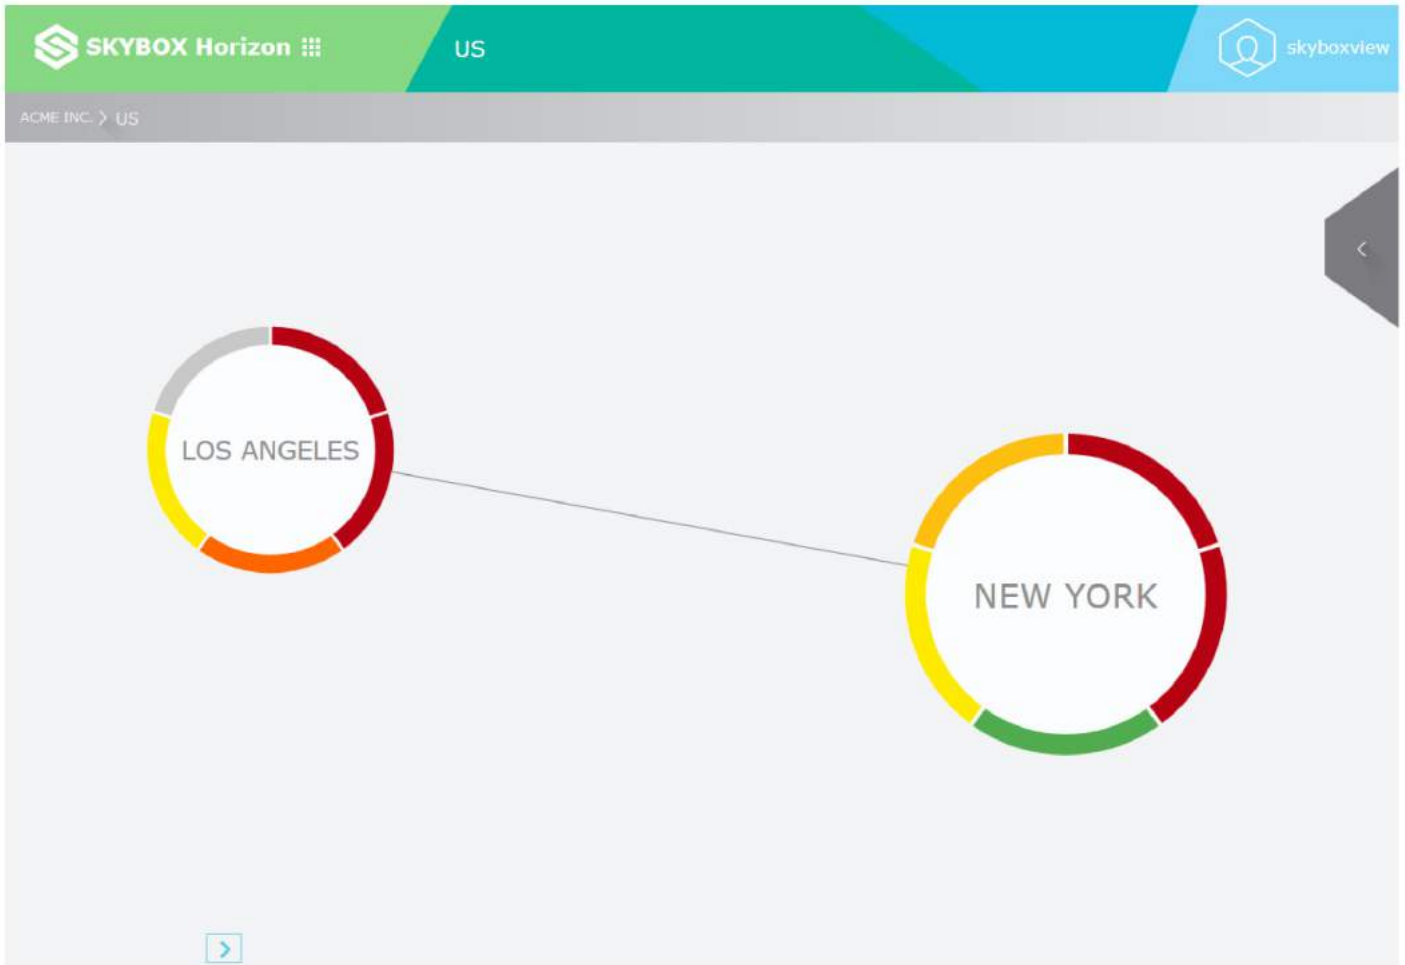 SKYBOX Horizon
US
skyboxview
ACME INC. > US
LOS ANGELES
NEW YORK